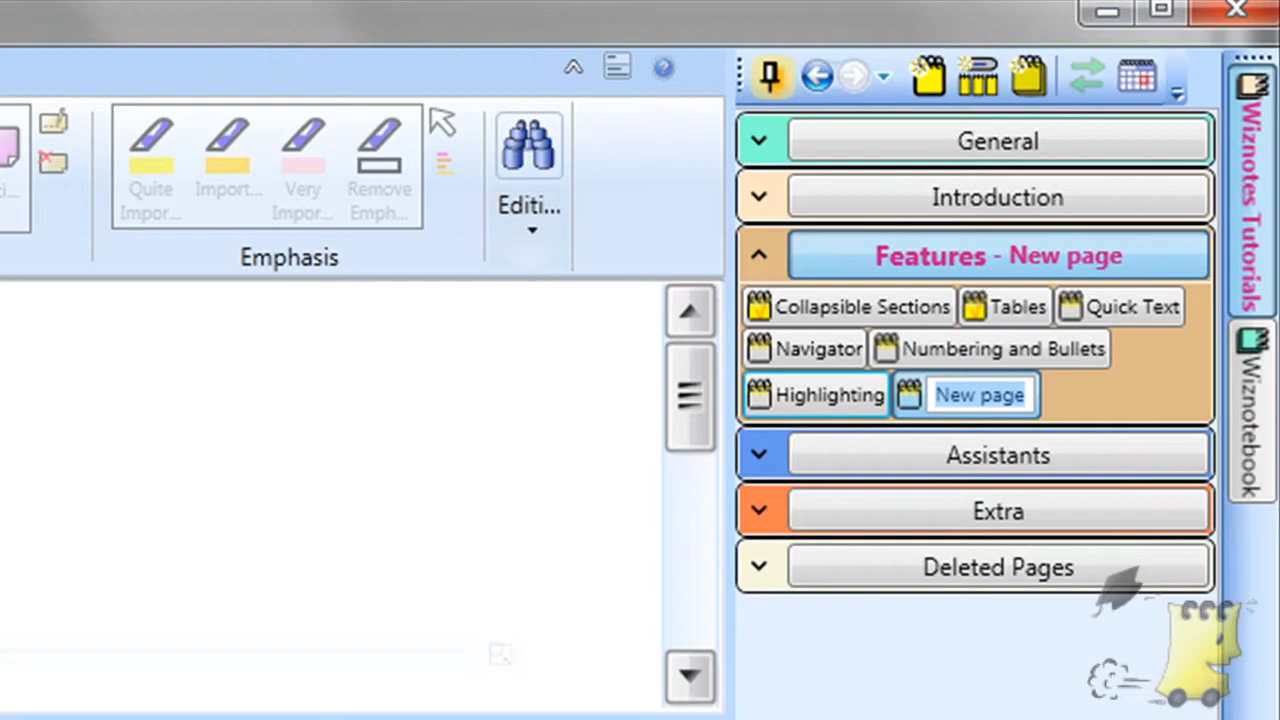 Quite
Impor...
Import...
Very
Impor...
Remove
Emph...
Emphasis
Editi...
General
Introduction
Features - New page
Collapsible Sections
Tables
Quick Text
Navigator
Numbering and Bullets
Highlighting
New page
Assistants
Extra
Deleted Pages
Wiznotes Tutorials
Wiznotebook